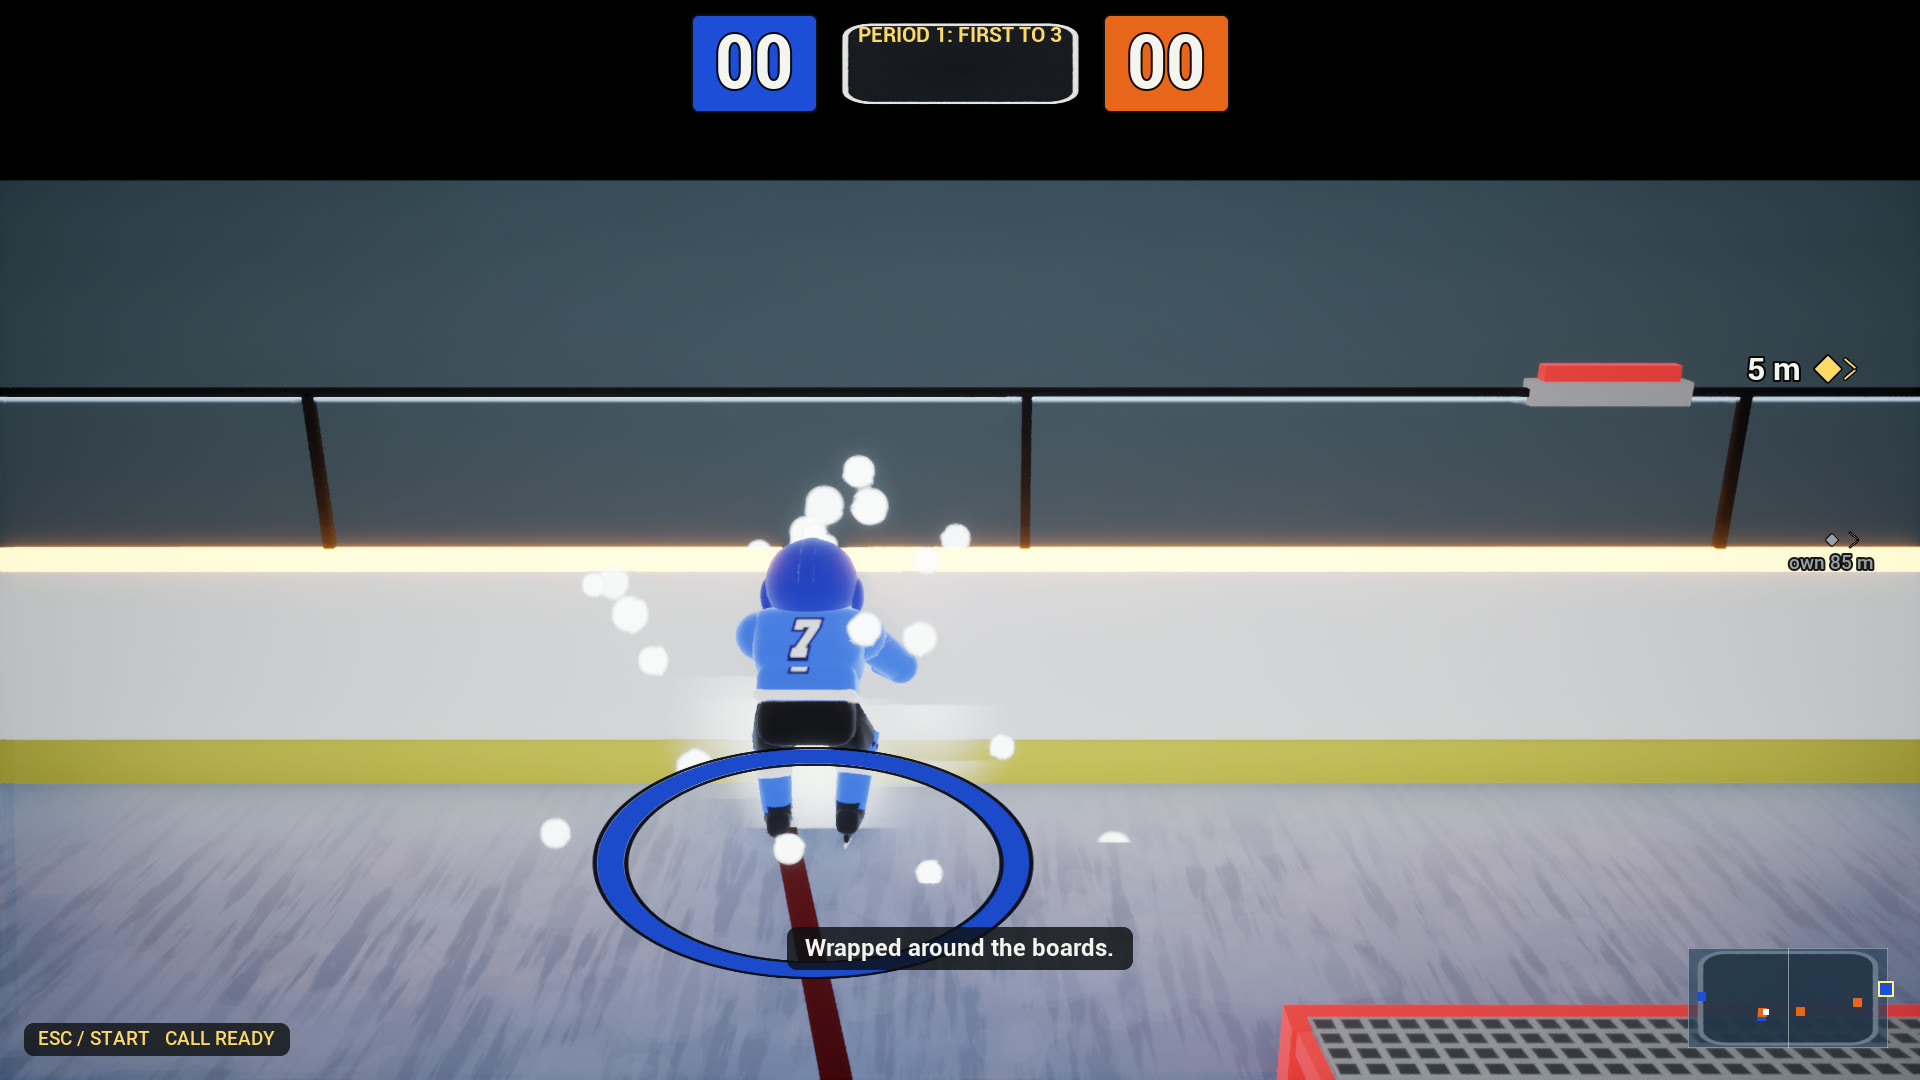 00
PERIOD 1: FIRST TO 3
00
5 m
own 85 m
7
Wrapped around the boards.
ESC / START CALL READY